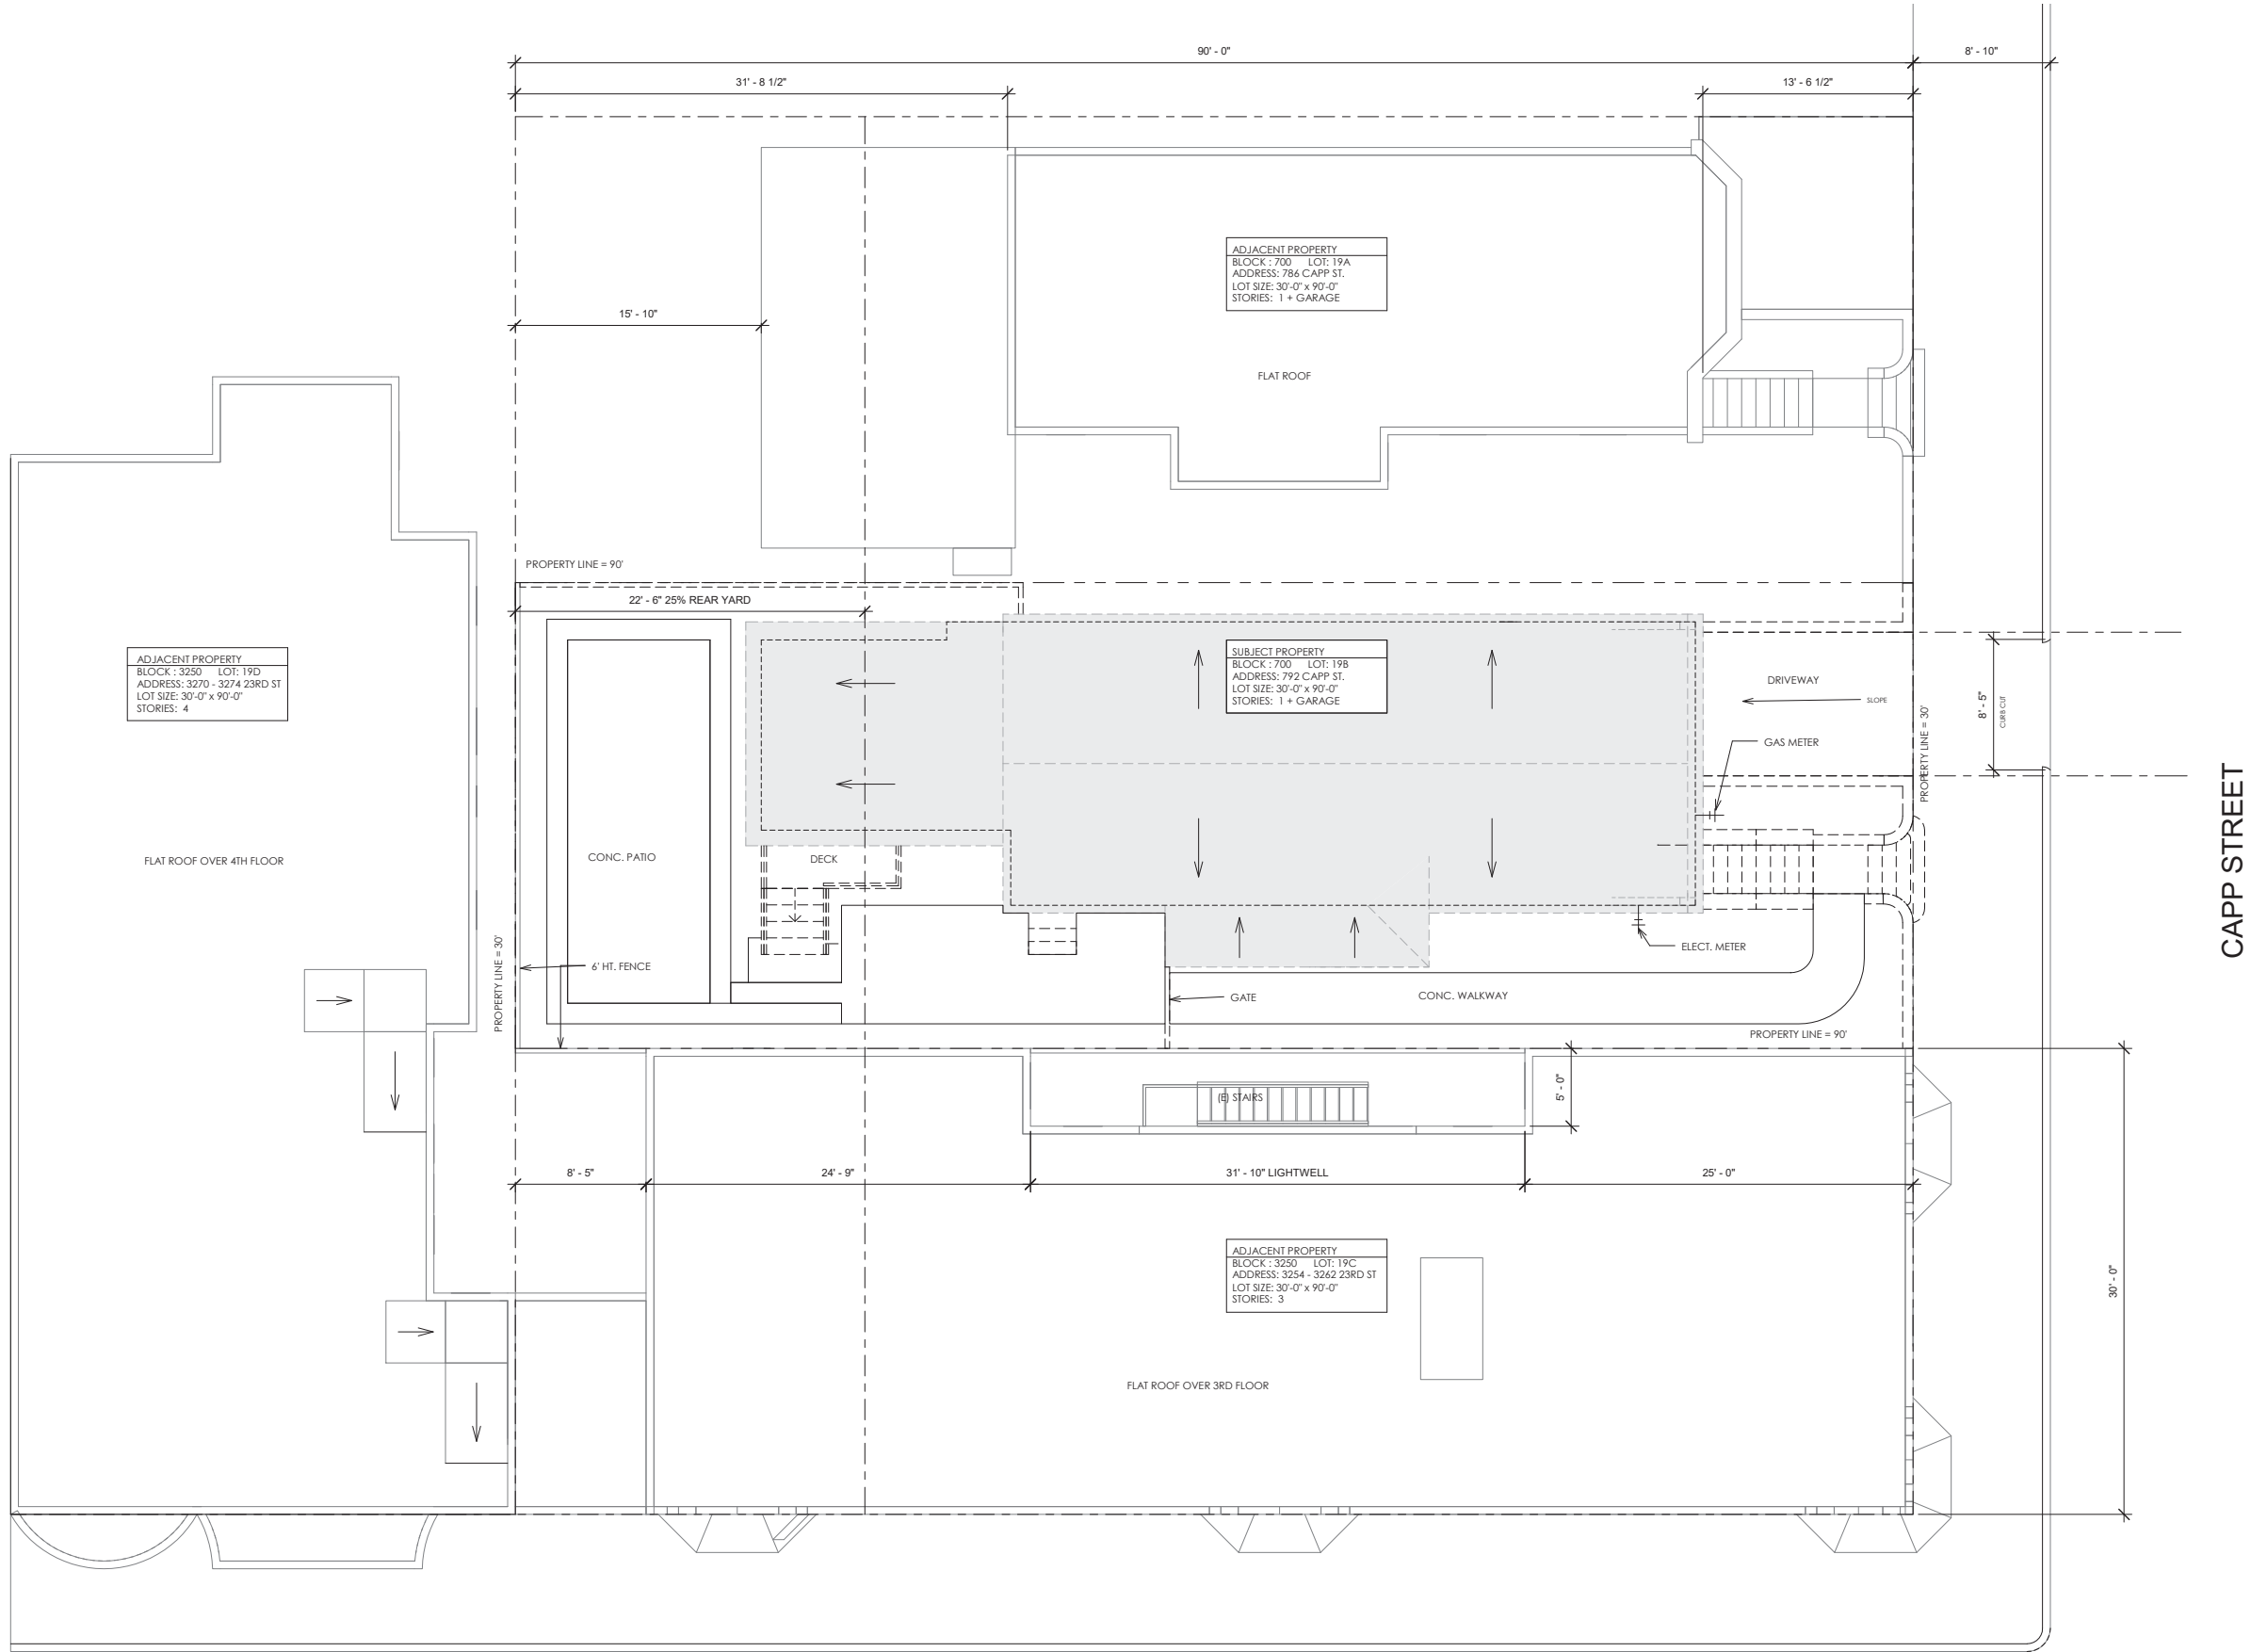 90' - 0"
8' - 10"
31' - 8 1/2"
13' - 6 1/2"
ADJACENT PROPERTY
BLOCK : 700 LOT: 19A
ADDRESS: 786 CAPP ST.
LOT SIZE: 30'-0" x 90'-0"
STORIES: 1 + GARAGE
15' - 10"
FLAT ROOF
PROPERTY LINE = 90'
22' - 6" 25% REAR YARD
ADJACENT PROPERTY
BLOCK : 3250 LOT: 19D
ADDRESS: 3270 - 3274 23RD ST
LOT SIZE: 30'-0" x 90'-0"
STORIES: 4
SUBJECT PROPERTY
BLOCK : 700 LOT: 19B
ADDRESS: 792 CAPP ST.
LOT SIZE: 30'-0" x 90'-0"
STORIES: 1 + GARAGE
DRIVEWAY
SLOPE
8' - 5"
CURB CUT
PROPERTY LINE = 30'
GAS METER
CAPP STREET
FLAT ROOF OVER 4TH FLOOR
CONC. PATIO
DECK
ELECT. METER
6' HT. FENCE
PROPERTY LINE = 30'
GATE
CONC. WALKWAY
PROPERTY LINE = 90'
(E) STAIRS
5' - 0"
8' - 5"
24' - 9"
31' - 10" LIGHTWELL
25' - 0"
ADJACENT PROPERTY
BLOCK : 3250 LOT: 19C
ADDRESS: 3254 - 3262 23RD ST
LOT SIZE: 30'-0" x 90'-0"
STORIES: 3
30' - 0"
FLAT ROOF OVER 3RD FLOOR